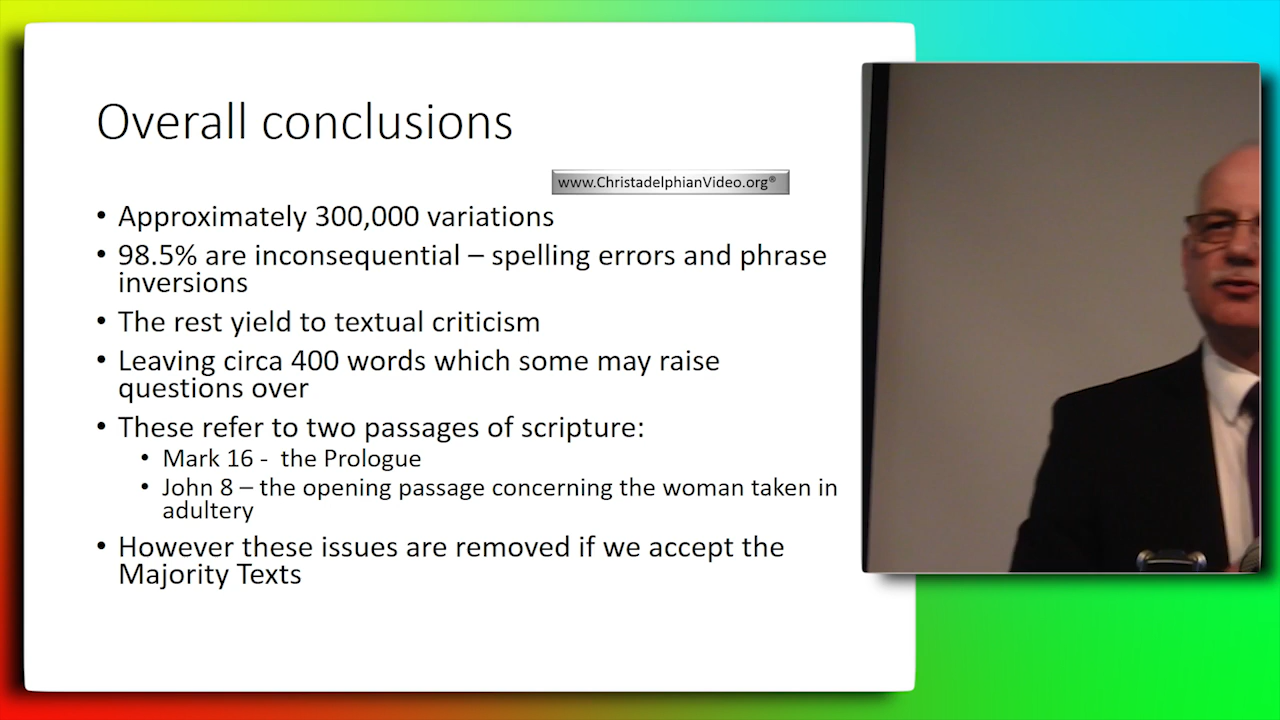 Overall conclusions
www.ChristadelphianVideo.org®
• Approximately 300,000 variations
• 98.5% are inconsequential – spelling errors and phrase
inversions
• The rest yield to textual criticism
• Leaving circa 400 words which some may raise
questions over
• These refer to two passages of scripture:
• Mark 16 - the Prologue
• John 8 – the opening passage concerning the woman taken in
adultery
• However these issues are removed if we accept the
Majority Texts